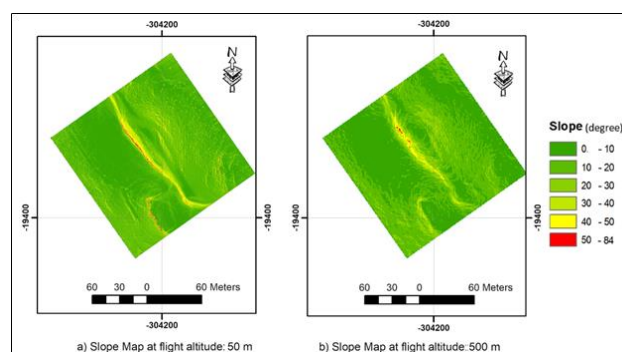 -304200
-304200
N
N
Slope (degree)
0. - 10
10 - 20
20 - 30
30 - 40
40 - 50
50 - 84
-19400
-19400
-19400
60 30 0 60 Meters
60 30 0 60 Meters
-304200
-304200
a) Slope Map at flight altitude: 50 m
b) Slope Map at flight altitude: 500 m